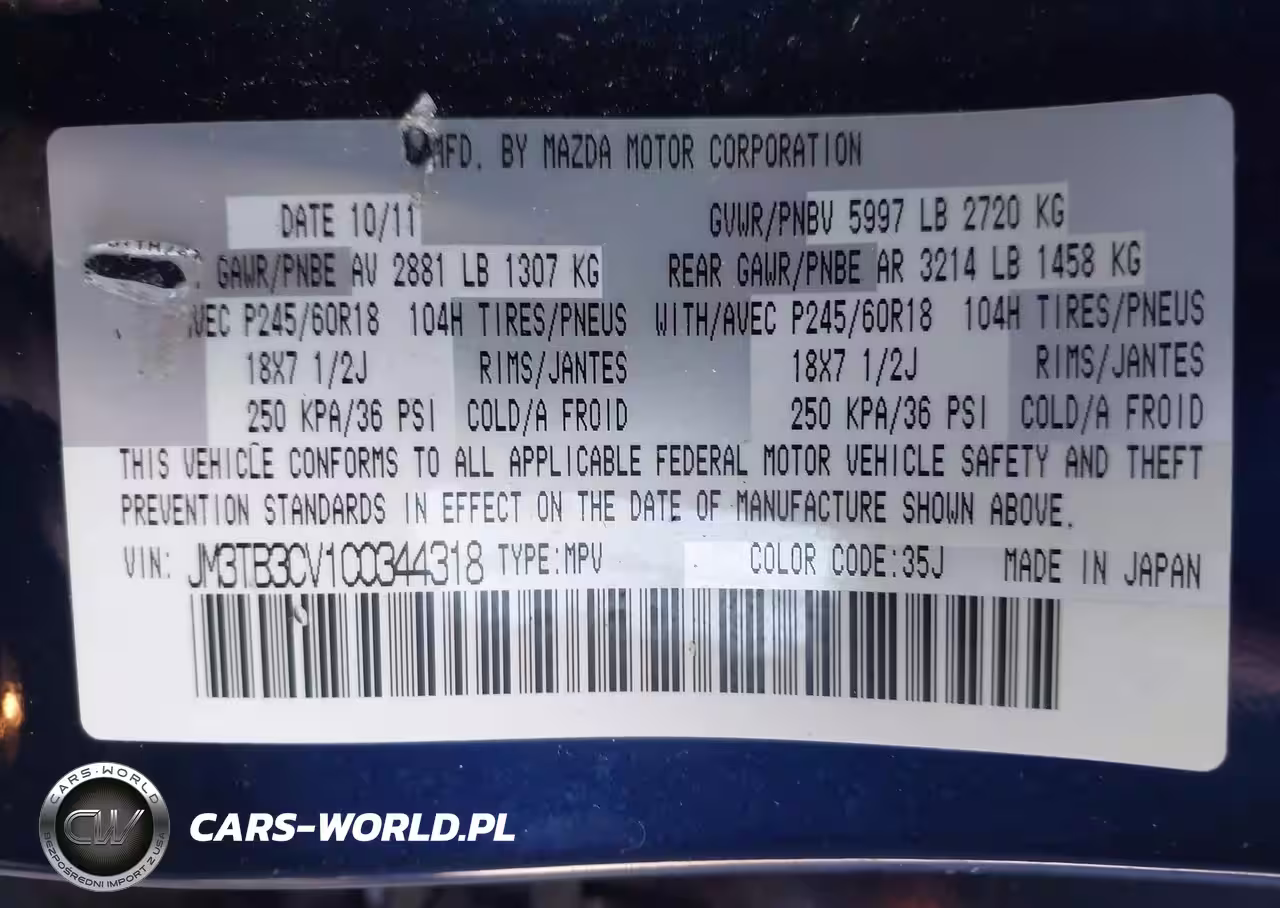 MFD. BY MAZDA MOTOR CORPORATION
DATE 10/11 GVWR/PNBV 5997 LB 2720 KG
GAWR/PNBE AV 2881 LB 1307 KG REAR GAWR/PNBE AR 3214 LB 1458 KG
AVEC P245/60R18 104H TIRES/PNEUS WITH/AVEC P245/60R18 104H TIRES/PNEUS
18X7 1/2J RIMS/JANTES 18X7 1/2J RIMS/JANTES
250 KPA/36 PSI COLD/A FROID 250 KPA/36 PSI COLD/A FROID
THIS VEHICLE CONFORMS TO ALL APPLICABLE FEDERAL MOTOR VEHICLE SAFETY AND THEFT
PREVENTION STANDARDS IN EFFECT ON THE DATE OF MANUFACTURE SHOWN ABOVE.
VIN: JM3TB3CV1C0344318 TYPE:MPV COLOR CODE:35J MADE IN JAPAN
CARS-WORLD
CW
BEZPOŚREDNI IMPORT Z USA
CARS-WORLD.PL